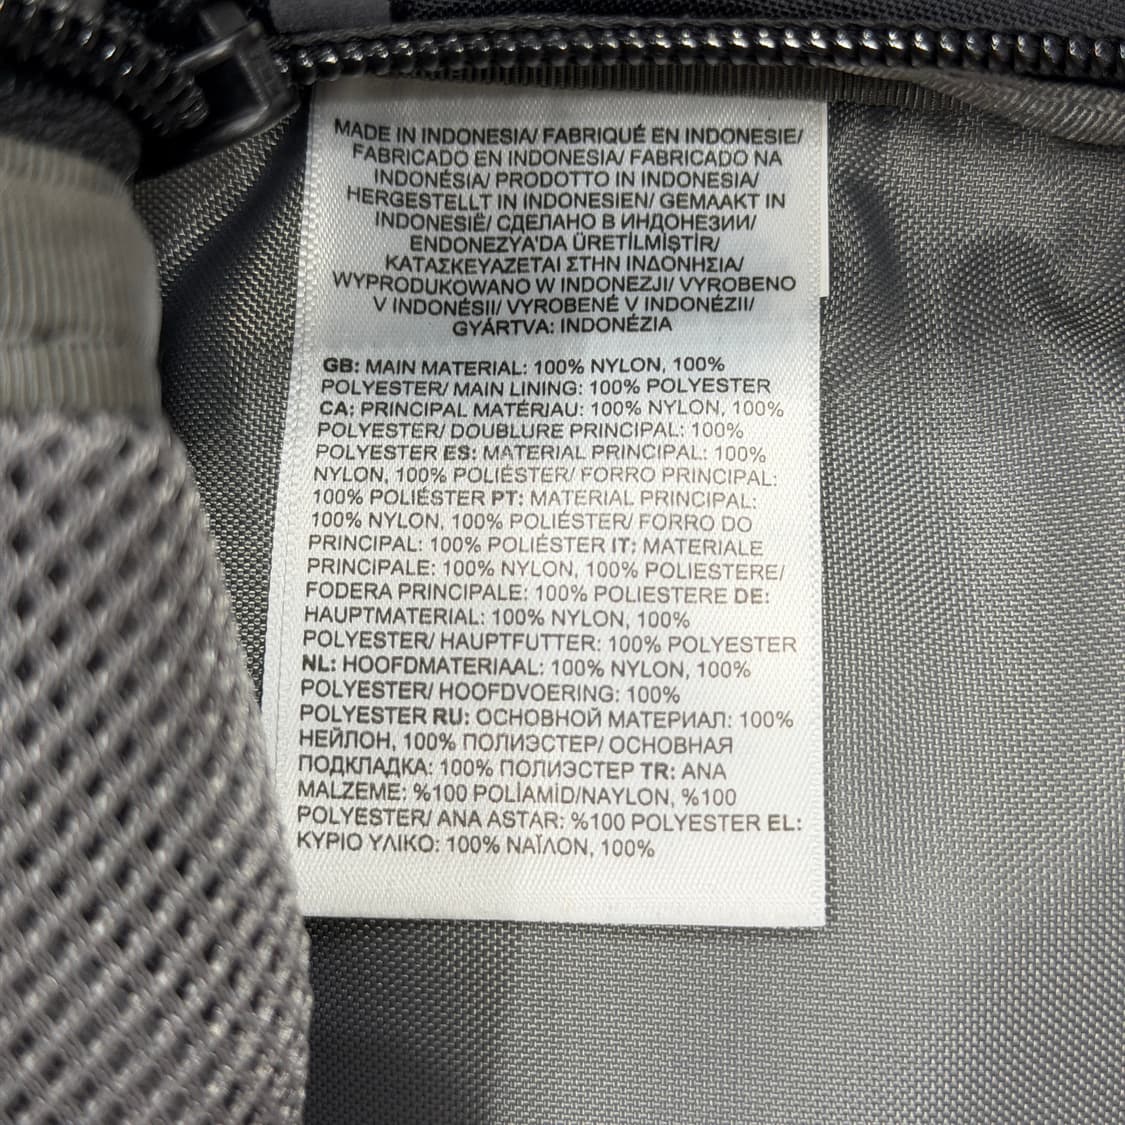 MADE IN INDONESIA/ FABRIQUÉ EN INDONESIE/
FABRICADO EN INDONESIA/ FABRICADO NA
INDONÉSIA/ PRODOTTO IN INDONESIA/
HERGESTELLT IN INDONESIEN/ GEMAAKT IN
INDONESIË/ СДЕЛАНО В ИНДОНЕЗИИ/
ENDONEZYA'DA ÜRETİLMİŞTİR/
ΚΑΤΑΣΚΕΥΑΖΕΤΑΙ ΣΤΗΝ ΙΝΔΟΝΗΣΙΑ/
WYPRODUKOWANO W INDONEZJI/ VYROBENO
V INDONÉSII/ VYROBENÉ V INDONÉZII/
GYÁRTVA: INDONÉZIA
GB: MAIN MATERIAL: 100% NYLON, 100%
POLYESTER/ MAIN LINING: 100% POLYESTER
CA: PRINCIPAL MATÉRIAU: 100% NYLON, 100%
POLYESTER/ DOUBLURE PRINCIPAL: 100%
POLYESTER ES: MATERIAL PRINCIPAL: 100%
NYLON, 100% POLIÉSTER/ FORRO PRINCIPAL:
100% POLIÉSTER PT: MATERIAL PRINCIPAL:
100% NYLON, 100% POLIÉSTER/ FORRO DO
PRINCIPAL: 100% POLIÉSTER IT: MATERIALE
PRINCIPALE: 100% NYLON, 100% POLIESTERE/
FODERA PRINCIPALE: 100% POLIESTERE DE:
HAUPTMATERIAL: 100% NYLON, 100%
POLYESTER/ HAUPTFUTTER: 100% POLYESTER
NL: HOOFDMATERIAAL: 100% NYLON, 100%
POLYESTER/ HOOFDVOERING: 100%
POLYESTER RU: ОСНОВНОЙ МАТЕРИАЛ: 100%
НЕЙЛОН, 100% ПОЛИЭСТЕР/ ОСНОВНАЯ
ПОДКЛАДКА: 100% ПОЛИЭСТЕР TR: ANA
MALZEME: %100 POLİAMİD/NAYLON, %100
POLYESTER/ ANA ASTAR: %100 POLYESTER EL:
ΚΥΡΙΟ ΥΛΙΚΟ: 100% ΝΑΪΛΟΝ, 100%